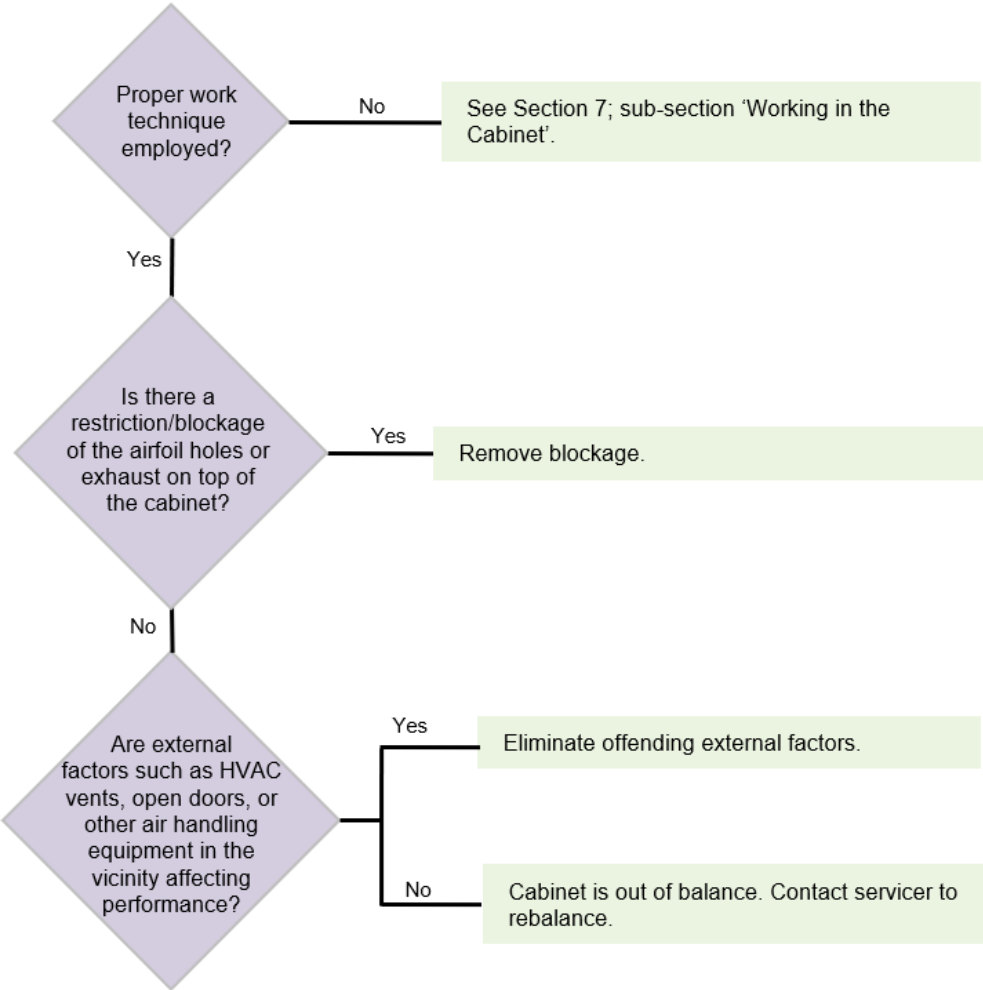 Proper work
technique
employed?
No
See Section 7; sub-section ‘Working in the
Cabinet’.
Yes
Is there a
restriction/blockage
of the airfoil holes or
exhaust on top of
the cabinet?
Yes
Remove blockage.
No
Are external
factors such as HVAC
vents, open doors, or
other air handling
equipment in the
vicinity affecting
performance?
Yes
Eliminate offending external factors.
No
Cabinet is out of balance. Contact servicer to
rebalance.